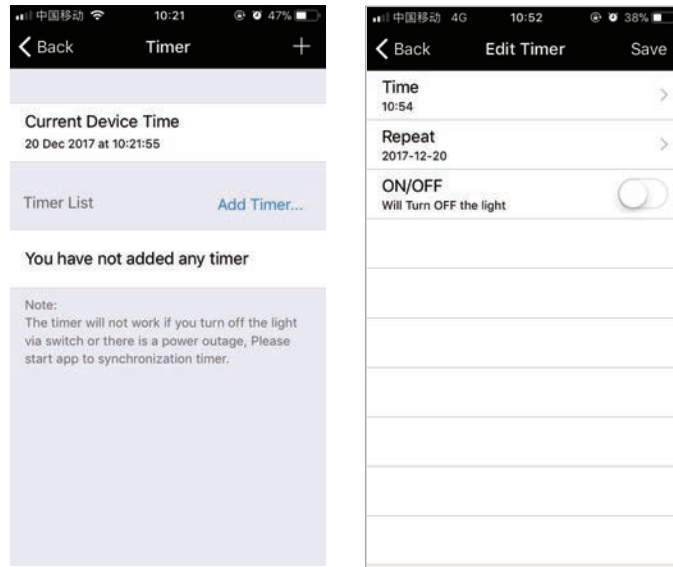 中国移动 10:21 47%
Back Timer +
Current Device Time
20 Dec 2017 at 10:21:55
Timer List Add Timer...
You have not added any timer
Note:
The timer will not work if you turn off the light
via switch or there is a power outage, Please
start app to synchronization timer.
中国移动 4G 10:52 38%
Back Edit Timer Save
Time
10:54
Repeat
2017-12-20
ON/OFF
Will Turn OFF the light